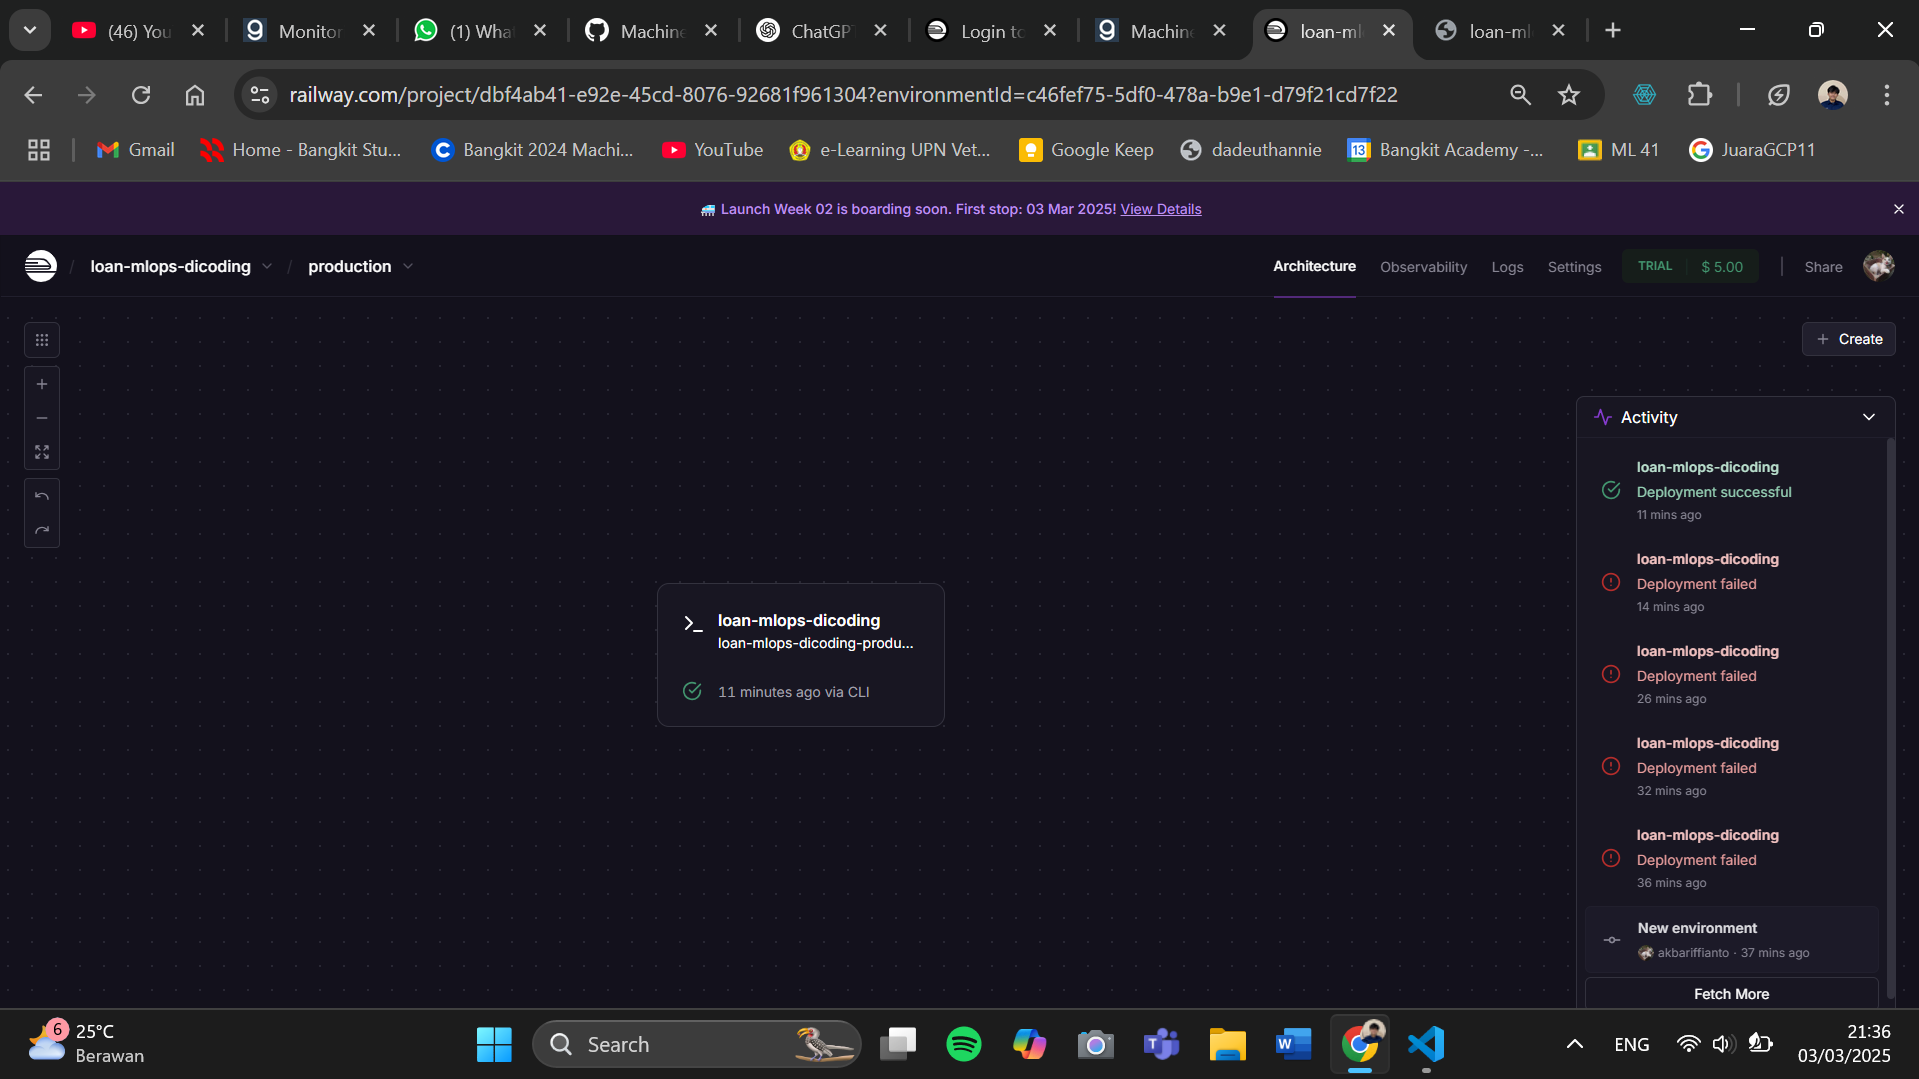 (46) You
Monitor
(1) What
Machine
ChatGPT
Login to
Machine
loan-ml
loan-ml
railway.com/project/dbf4ab41-e92e-45cd-8076-92681f961304?environmentId=c46fef75-5df0-478a-b9e1-d79f21cd7f22
Gmail
Home - Bangkit Stu...
Bangkit 2024 Machi...
YouTube
e-Learning UPN Vet...
Google Keep
dadeuthannie
13
Bangkit Academy -...
ML 41
JuaraGCP11
Launch Week 02 is boarding soon. First stop: 03 Mar 2025! View Details
/ loan-mlops-dicoding / production
Architecture
Observability
Logs
Settings
TRIAL
$ 5.00
Share
+ Create
Activity
loan-mlops-dicoding
Deployment successful
11 mins ago
loan-mlops-dicoding
Deployment failed
14 mins ago
loan-mlops-dicoding
loan-mlops-produ...
11 minutes ago via CLI
loan-mlops-dicoding
Deployment failed
26 mins ago
loan-mlops-dicoding
Deployment failed
32 mins ago
loan-mlops-dicoding
Deployment failed
36 mins ago
New environment
akbariffianto · 37 mins ago
Fetch More
6
25°C
Berawan
Search
ENG
21:36
03/03/2025